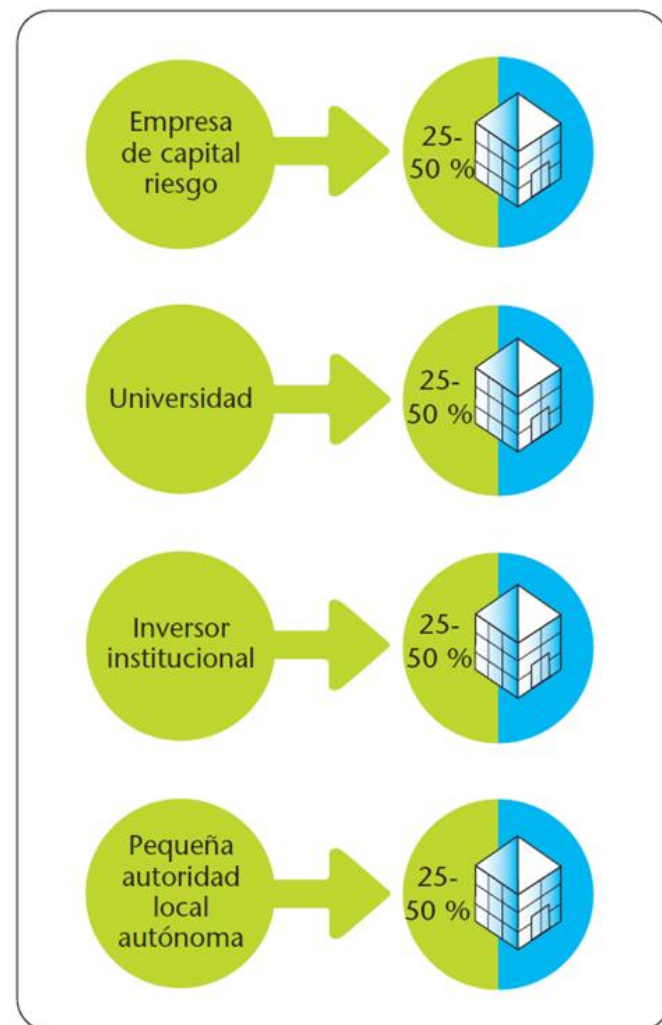 Empresa
de capital
riesgo
25-
50 %
Universidad
25-
50 %
Inversor
institucional
25-
50 %
Pequeña
autoridad
local
autónoma
25-
50 %